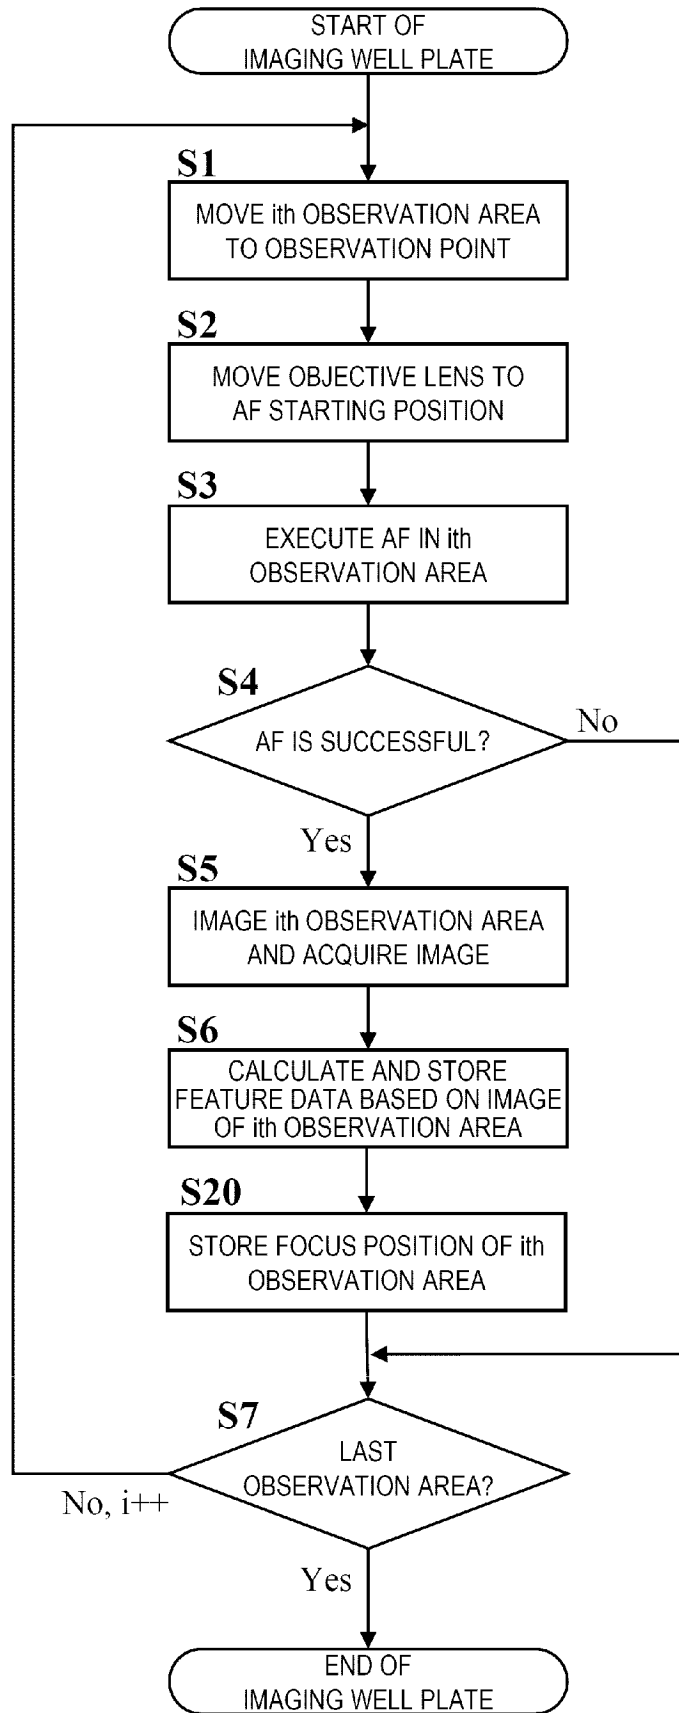 START OF
IMAGING WELL PLATE
S1
MOVE ith OBSERVATION AREA
TO OBSERVATION POINT
S2
MOVE OBJECTIVE LENS TO
AF STARTING POSITION
S3
EXECUTE AF IN ith
OBSERVATION AREA
S4
AF IS SUCCESSFUL?
No
Yes
S5
IMAGE ith OBSERVATION AREA
AND ACQUIRE IMAGE
S6
CALCULATE AND STORE
FEATURE DATA BASED ON IMAGE
OF ith OBSERVATION AREA
S20
STORE FOCUS POSITION OF ith
OBSERVATION AREA
S7
LAST
OBSERVATION AREA?
No, i++
Yes
END OF
IMAGING WELL PLATE